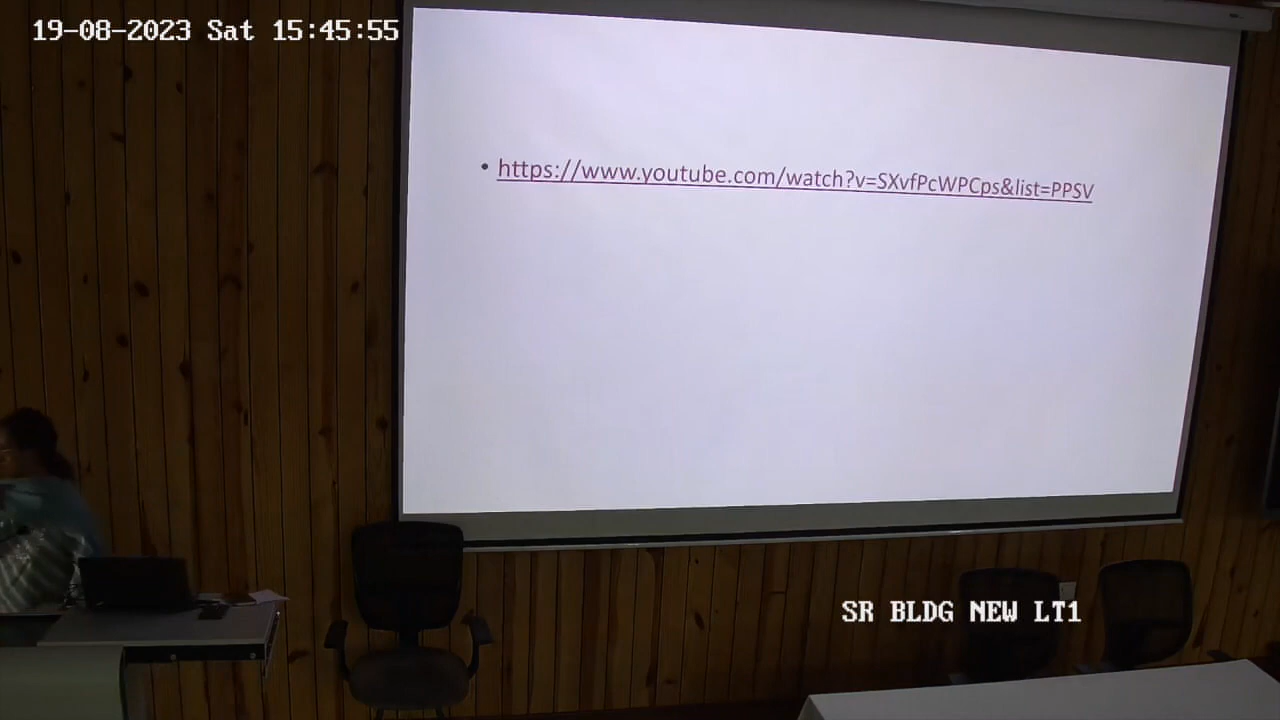 19-08-2023 Sat 15:45:55
• https://www.youtube.com/watch?v=SXvfPcWPCps&list=PPSV
SR BLDG NEW LT1